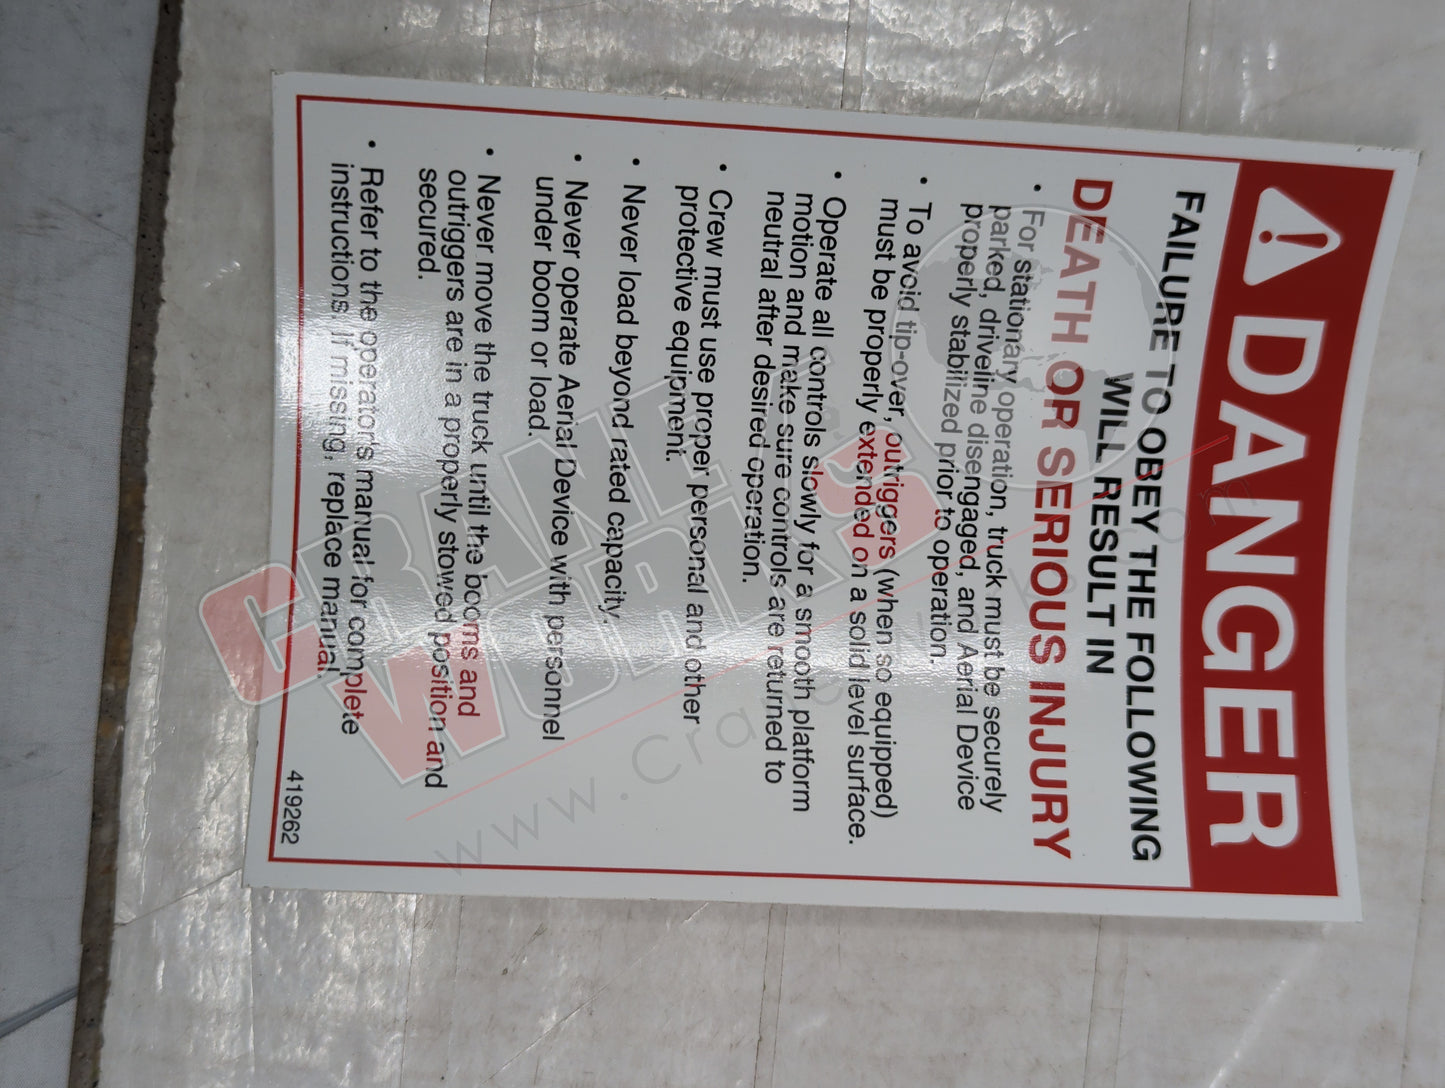 DANGER
FAILURE TO OBEY THE FOLLOWING
WILL RESULT IN
DEATH OR SERIOUS INJURY
• For stationary operation, truck must be securely
parked, driveline disengaged, and Aerial Device
properly stabilized prior to operation.
• To avoid tip-over, outriggers (when so equipped)
must be properly extended on a solid level surface.
• Operate all controls slowly for a smooth platform
motion and make sure controls are returned to
neutral after desired operation.
• Crew must use proper personal and other
protective equipment.
• Never load beyond rated capacity.
• Never operate Aerial Device with personnel
under boom or load.
• Never move the truck until the booms and
outriggers are in a properly stowed position and
secured.
• Refer to the operator's manual for complete
instructions. If missing, replace manual.
419262
CRANE
WORKS